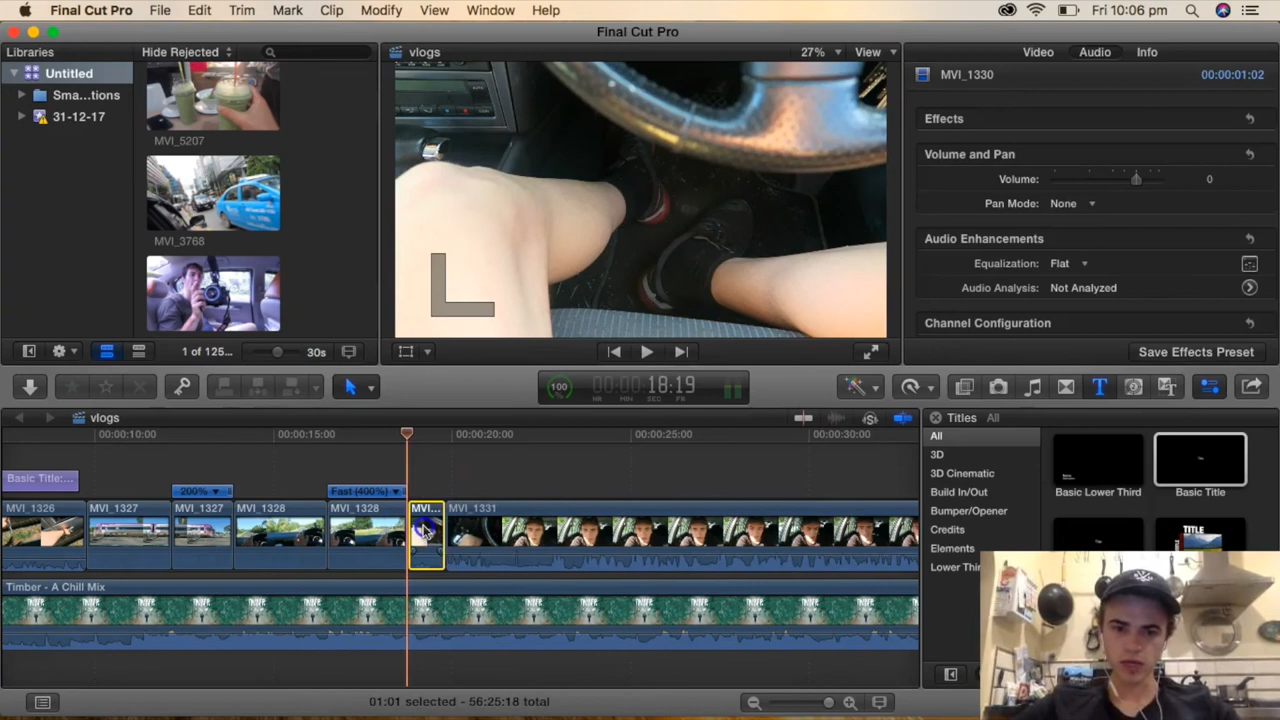 Final Cut Pro File Edit Trim Mark Clip Modify View Window Help Fri 10:06 pm
Final Cut Pro
Libraries Hide Rejected vlogs 27% View Video Audio Info
Untitled
Sma...tions
31-12-17
MVI_5207
MVI_3768
1 of 125... 30s
MVI_1330 00:00:01:02
Effects
Volume and Pan
Volume: 0
Pan Mode: None
Audio Enhancements
Equalization: Flat
Audio Analysis: Not Analyzed
Channel Configuration
Save Effects Preset
100 00:00:18:19
HR MIN SEC FR
vlogs
00:00:10:00 00:00:15:00 00:00:20:00 00:00:25:00 00:00:30:00
Basic Title:... 200% Fast (400%)
MVI_1326 MVI_1327 MVI_1327 MVI_1328 MVI_1328 MVI... MVI_1331
Timber - A Chill Mix
01:01 selected - 56:25:18 total
Titles All
All
3D
3D Cinematic
Build In/Out
Bumper/Opener
Credits
Elements
Lower Thir
Basic Lower Third
Title
Basic Title
TITLE